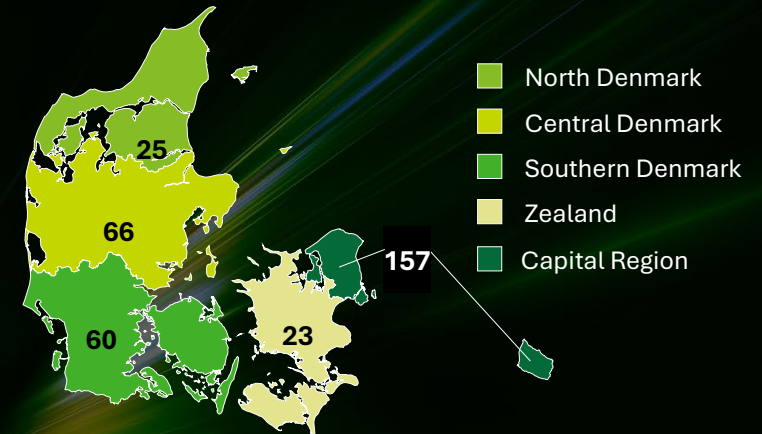 North Denmark
Central Denmark
Southern Denmark
Zealand
Capital Region
25
66
157
60
23